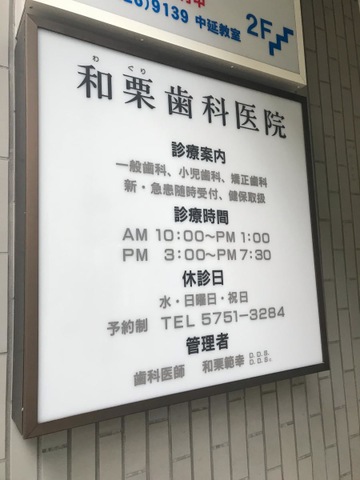 6)9139 中延教室
2F
わぐり
和栗歯科医院
診療案内
一般歯科、小児歯科、矯正歯科
新・急患随時受付、健保取扱
診療時間
AM 10:00〜PM 1:00
PM 3:00〜PM 7:30
休診日
水・日曜日・祝日
予約制 TEL 5751-3284
管理者
歯科医師 和栗範幸 D.D.S. D.D.S.